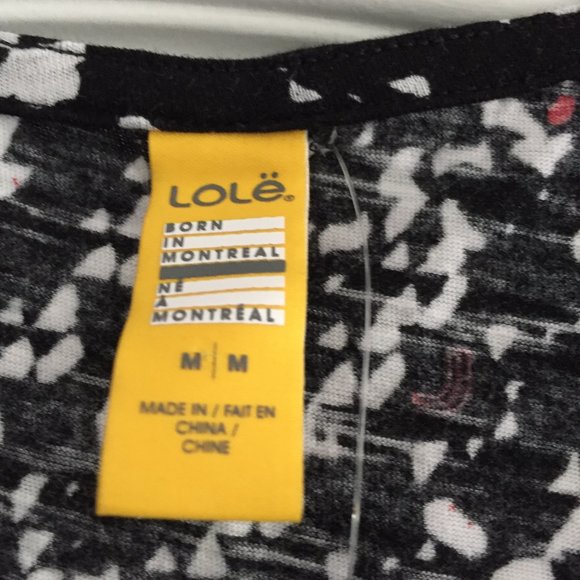 LOLË®
BORN
IN
MONTREAL
NÉ
À
MONTRÉAL
M M
MADE IN / FAIT EN
CHINA /
CHINE